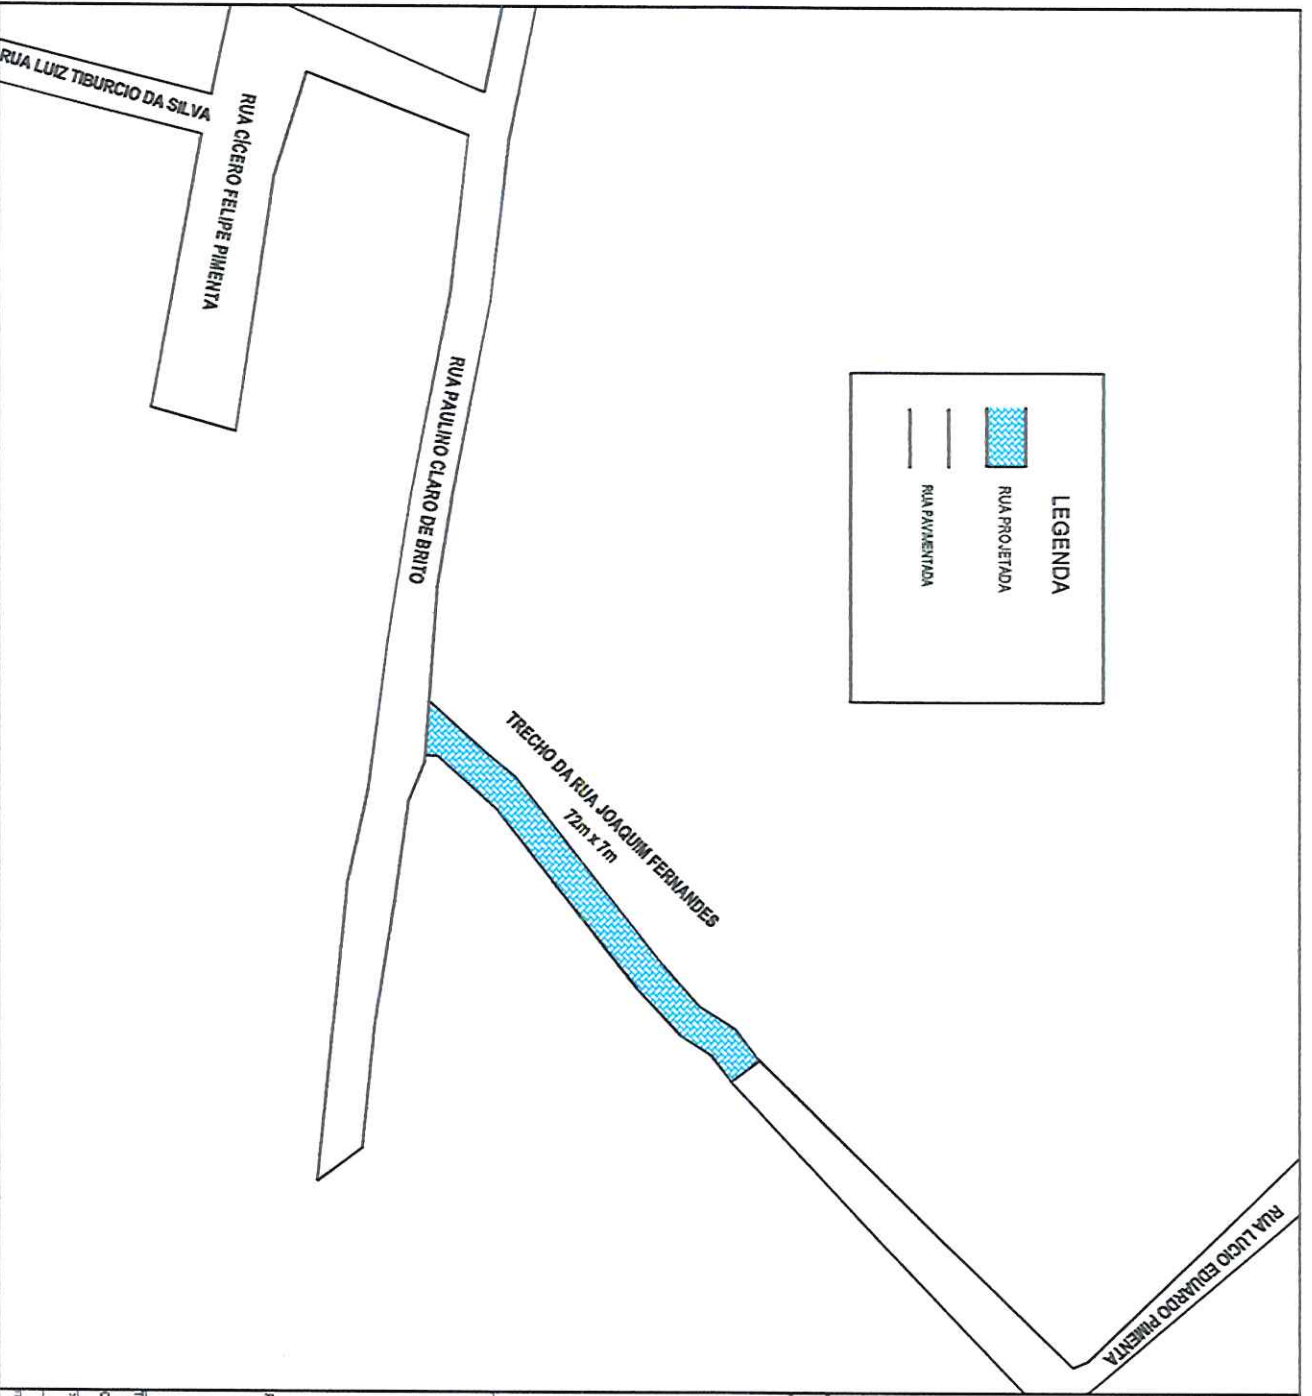 LEGENDA
RUA PROJETADA
RUA PAVIMENTADA
RUA LUIZ TIBURCIO DA SILVA
RUA CÍCERO FELIPE PIMENTA
RUA PAULINO CLARO DE BRITO
TRECHO DA RUA JOAQUIM FERNANDES
72m x 7m
RUA LUCIO EDUARDO PIMENTA